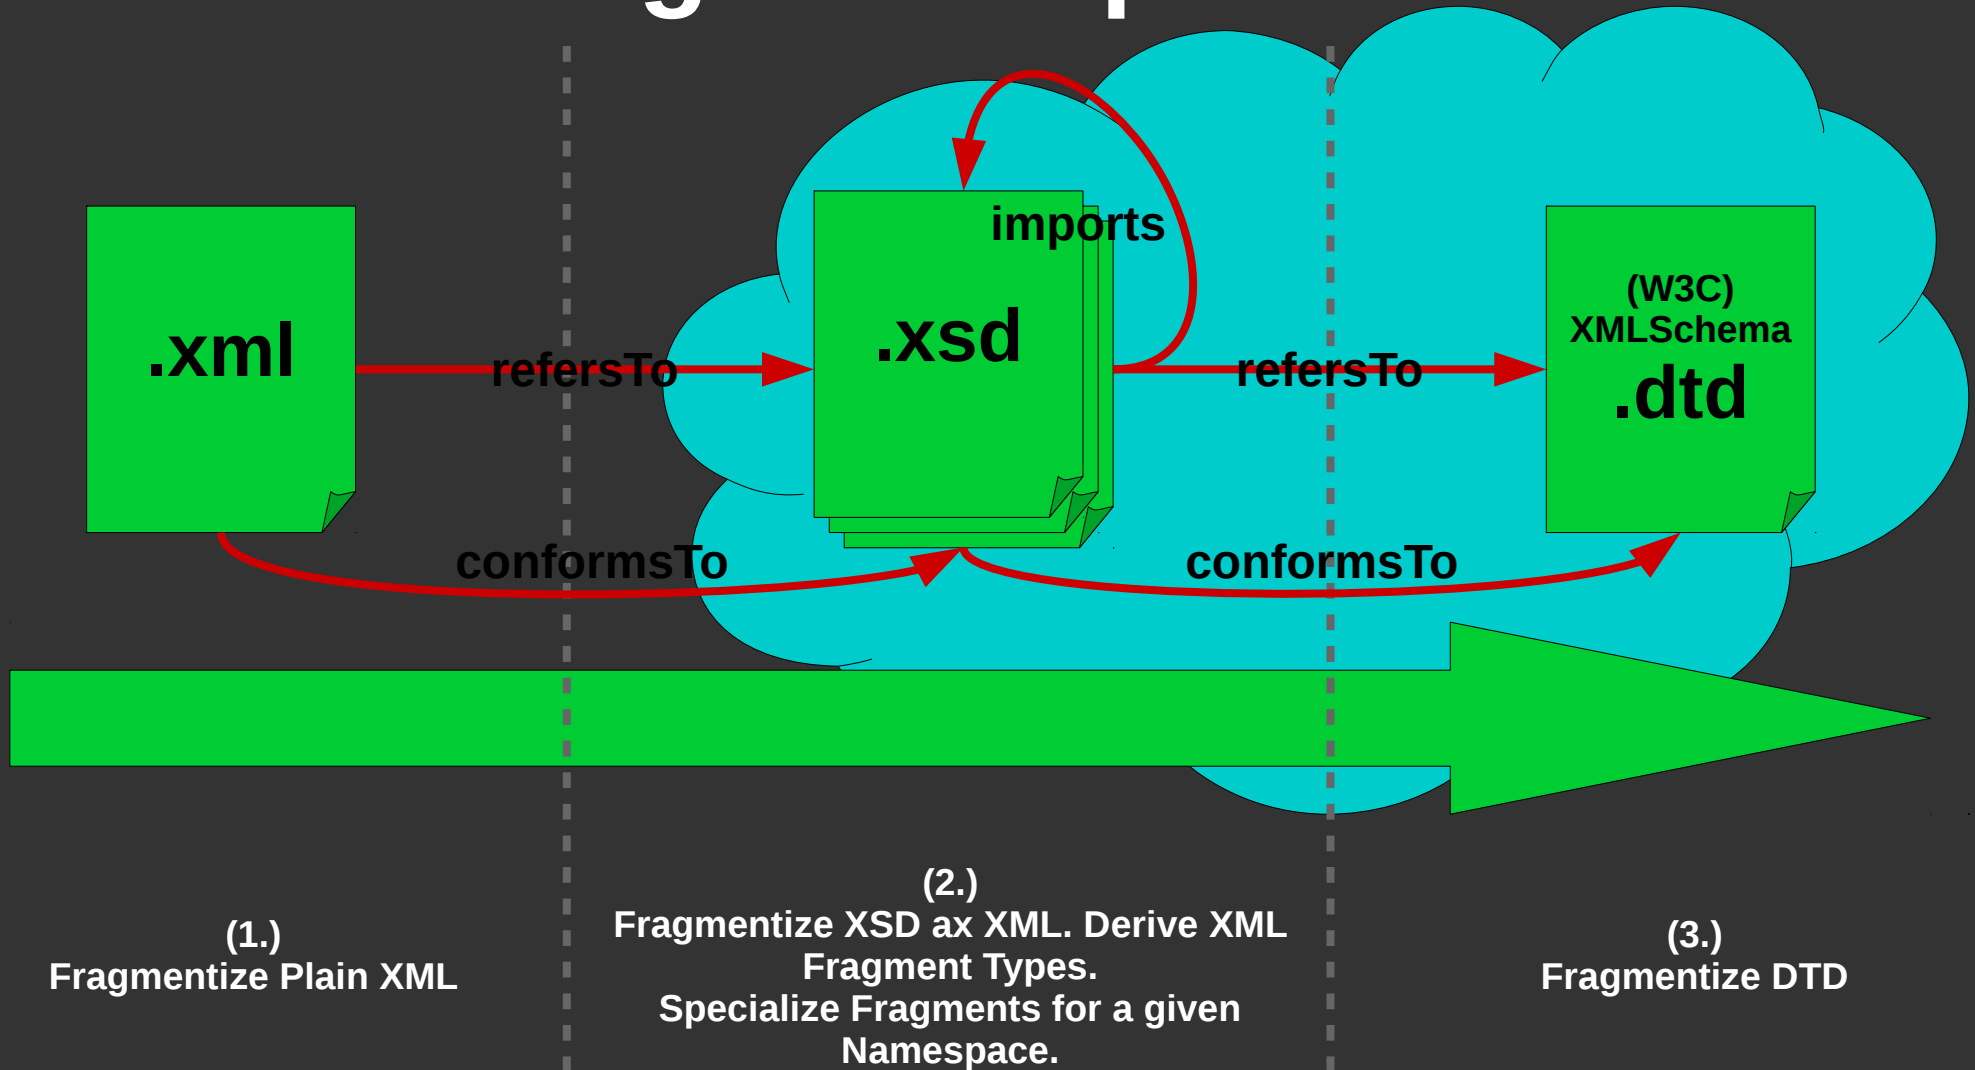 imports
.xml
.xsd
(W3C)
XMLSchema
.dtd
refersTo
refersTo
conformsTo
conformsTo
(1.)
Fragmentize Plain XML
(2.)
Fragmentize XSD ax XML. Derive XML
Fragment Types.
Specialize Fragments for a given
Namespace.
(3.)
Fragmentize DTD